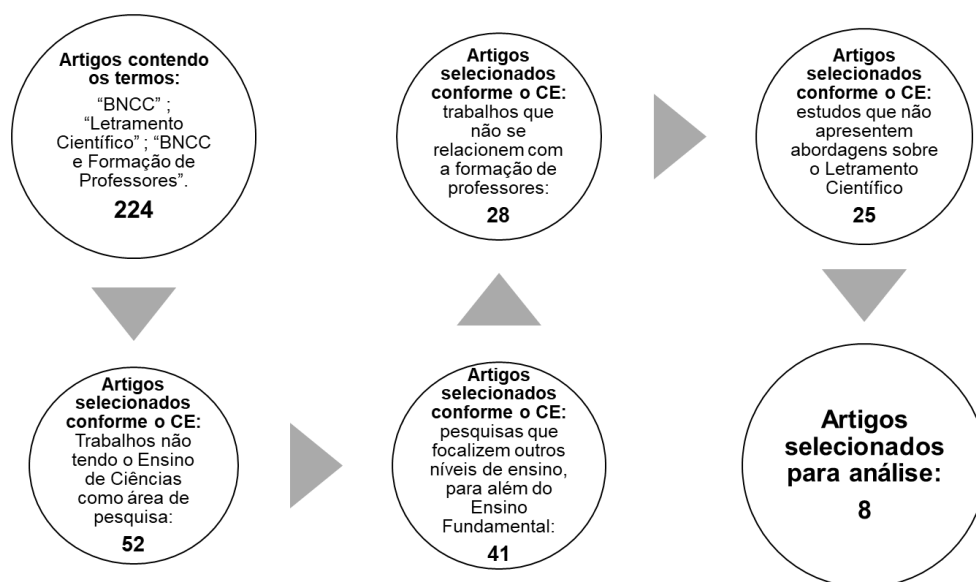 Artigos contendo
os termos:
“BNCC” ;
“Letramento
Científico” ; “BNCC
e Formação de
Professores”.
224
Artigos
selecionados
conforme o CE:
Trabalhos não
tendo o Ensino
de Ciências
como área de
pesquisa:
52
Artigos
selecionados
conforme o CE:
pesquisas que
focalizem outros
níveis de ensino,
para além do
Ensino
Fundamental:
41
Artigos
selecionados
conforme o CE:
trabalhos que
não se
relacionem com
a formação de
professores:
28
Artigos
selecionados
conforme o CE:
estudos que não
apresentem
abordagens sobre
o Letramento
Científico
25
Artigos
selecionados
para análise:
8